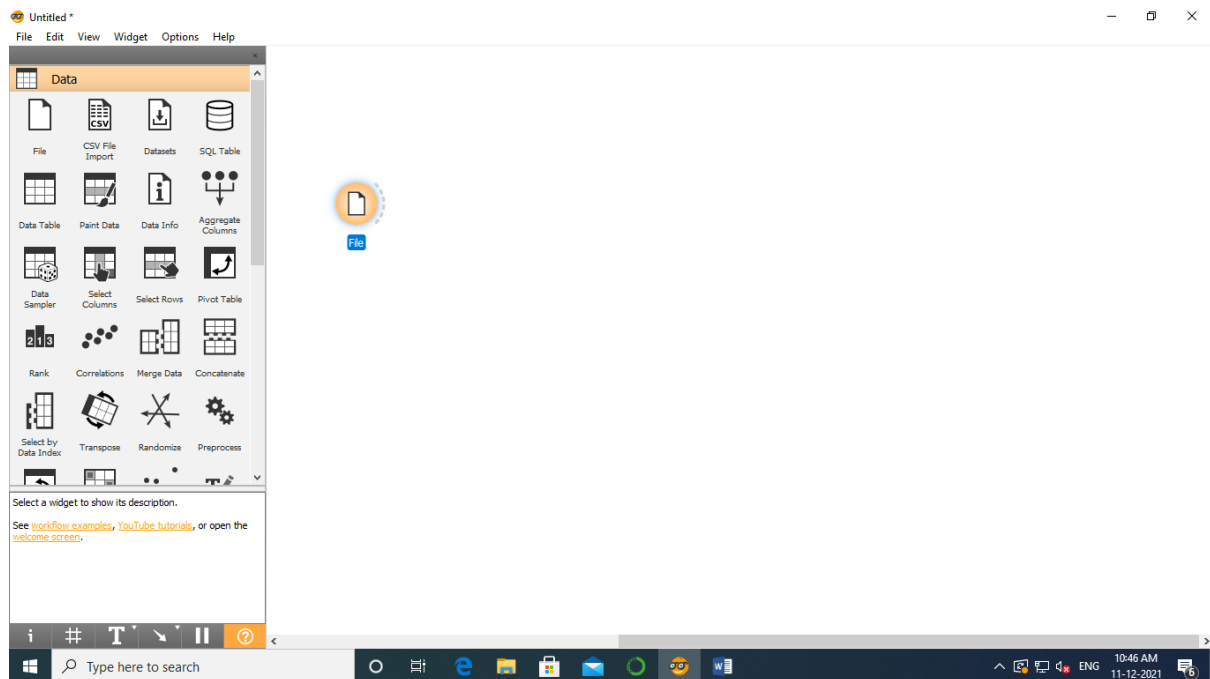 Untitled *
File Edit View Widget Options Help
Data
File
CSV File Import
Datasets
SQL Table
Data Table
Paint Data
Data Info
Aggregate Columns
Data Sampler
Select Columns
Select Rows
Pivot Table
Rank
Correlations
Merge Data
Concatenate
Select by Data Index
Transpose
Randomize
Preprocess
File
Select a widget to show its description.
See workflow examples, YouTube tutorials, or open the
welcome screen.
Type here to search
ENG
10:46 AM
11-12-2021
6